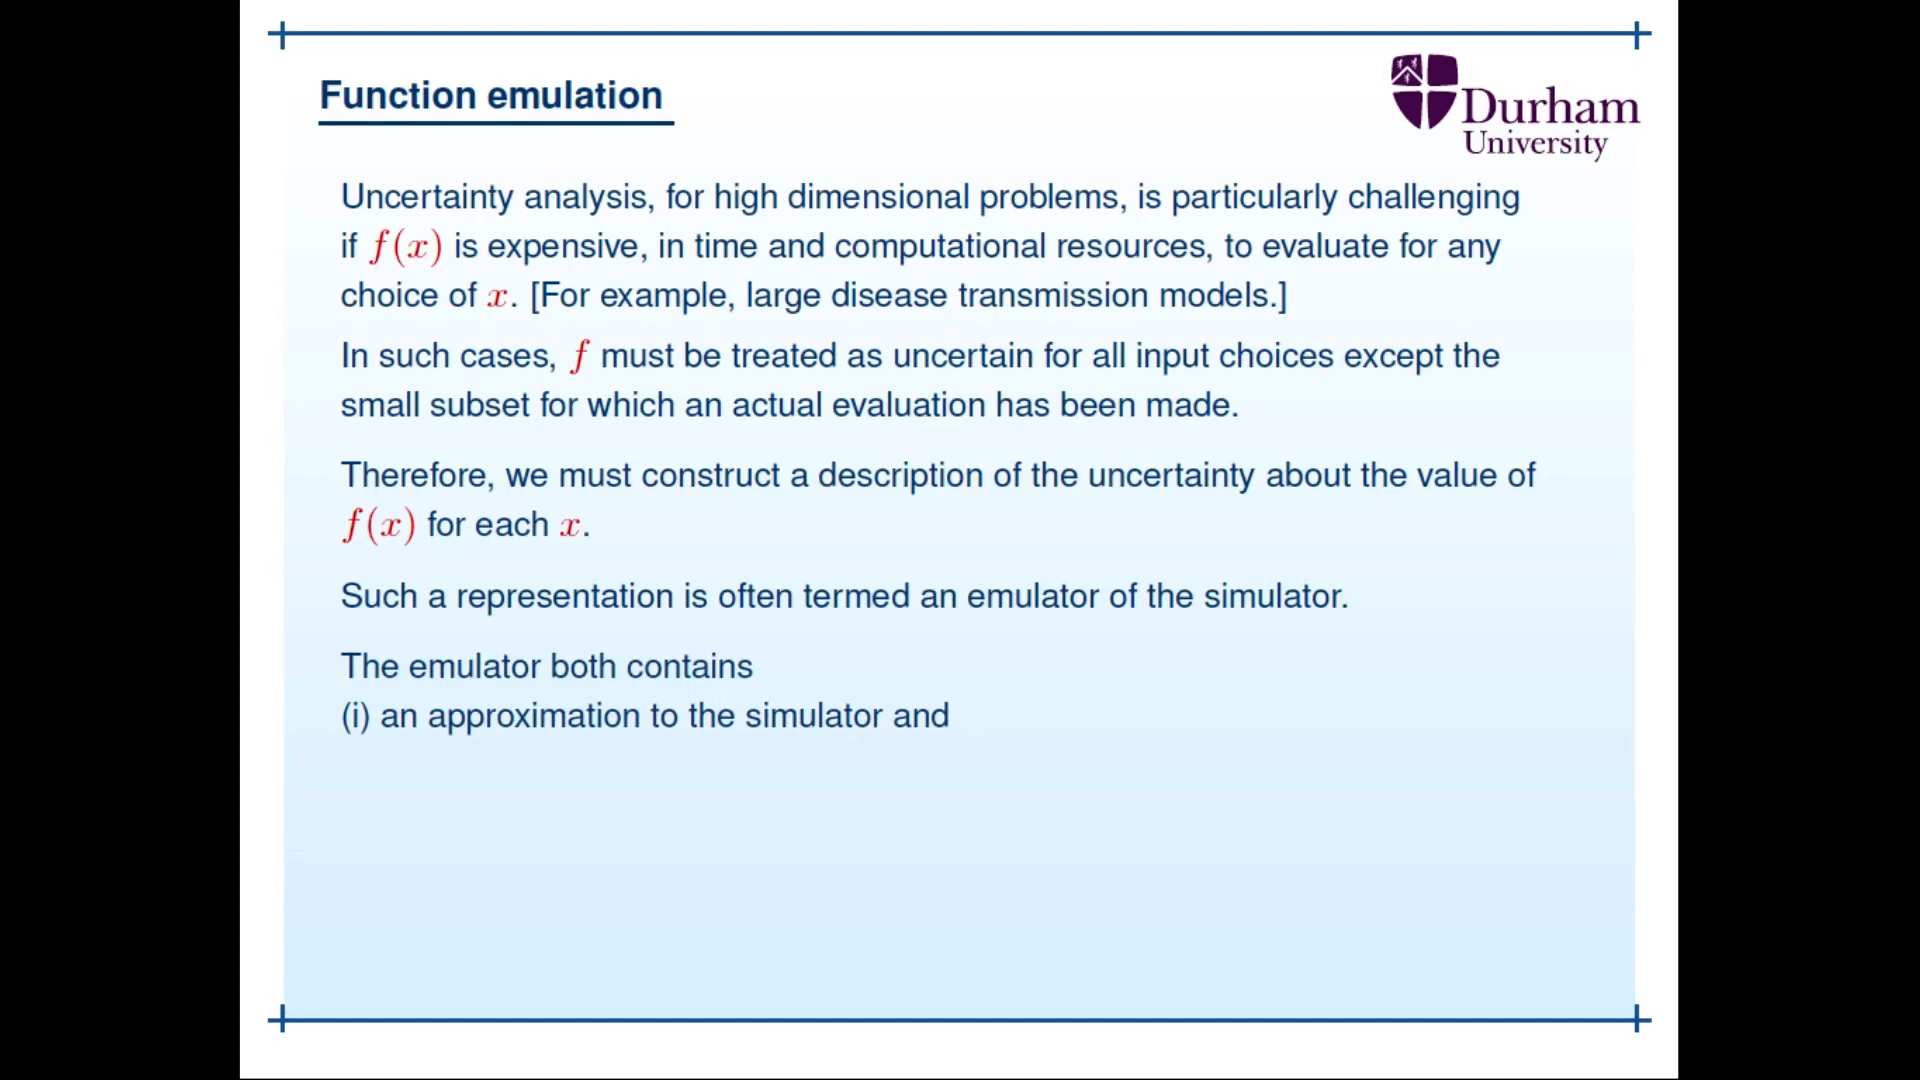 Function emulation
Durham
University
Uncertainty analysis, for high dimensional problems, is particularly challenging
if f(x) is expensive, in time and computational resources, to evaluate for any
choice of x. [For example, large disease transmission models.]
In such cases, f must be treated as uncertain for all input choices except the
small subset for which an actual evaluation has been made.
Therefore, we must construct a description of the uncertainty about the value of
f(x) for each x.
Such a representation is often termed an emulator of the simulator.
The emulator both contains
(i) an approximation to the simulator and